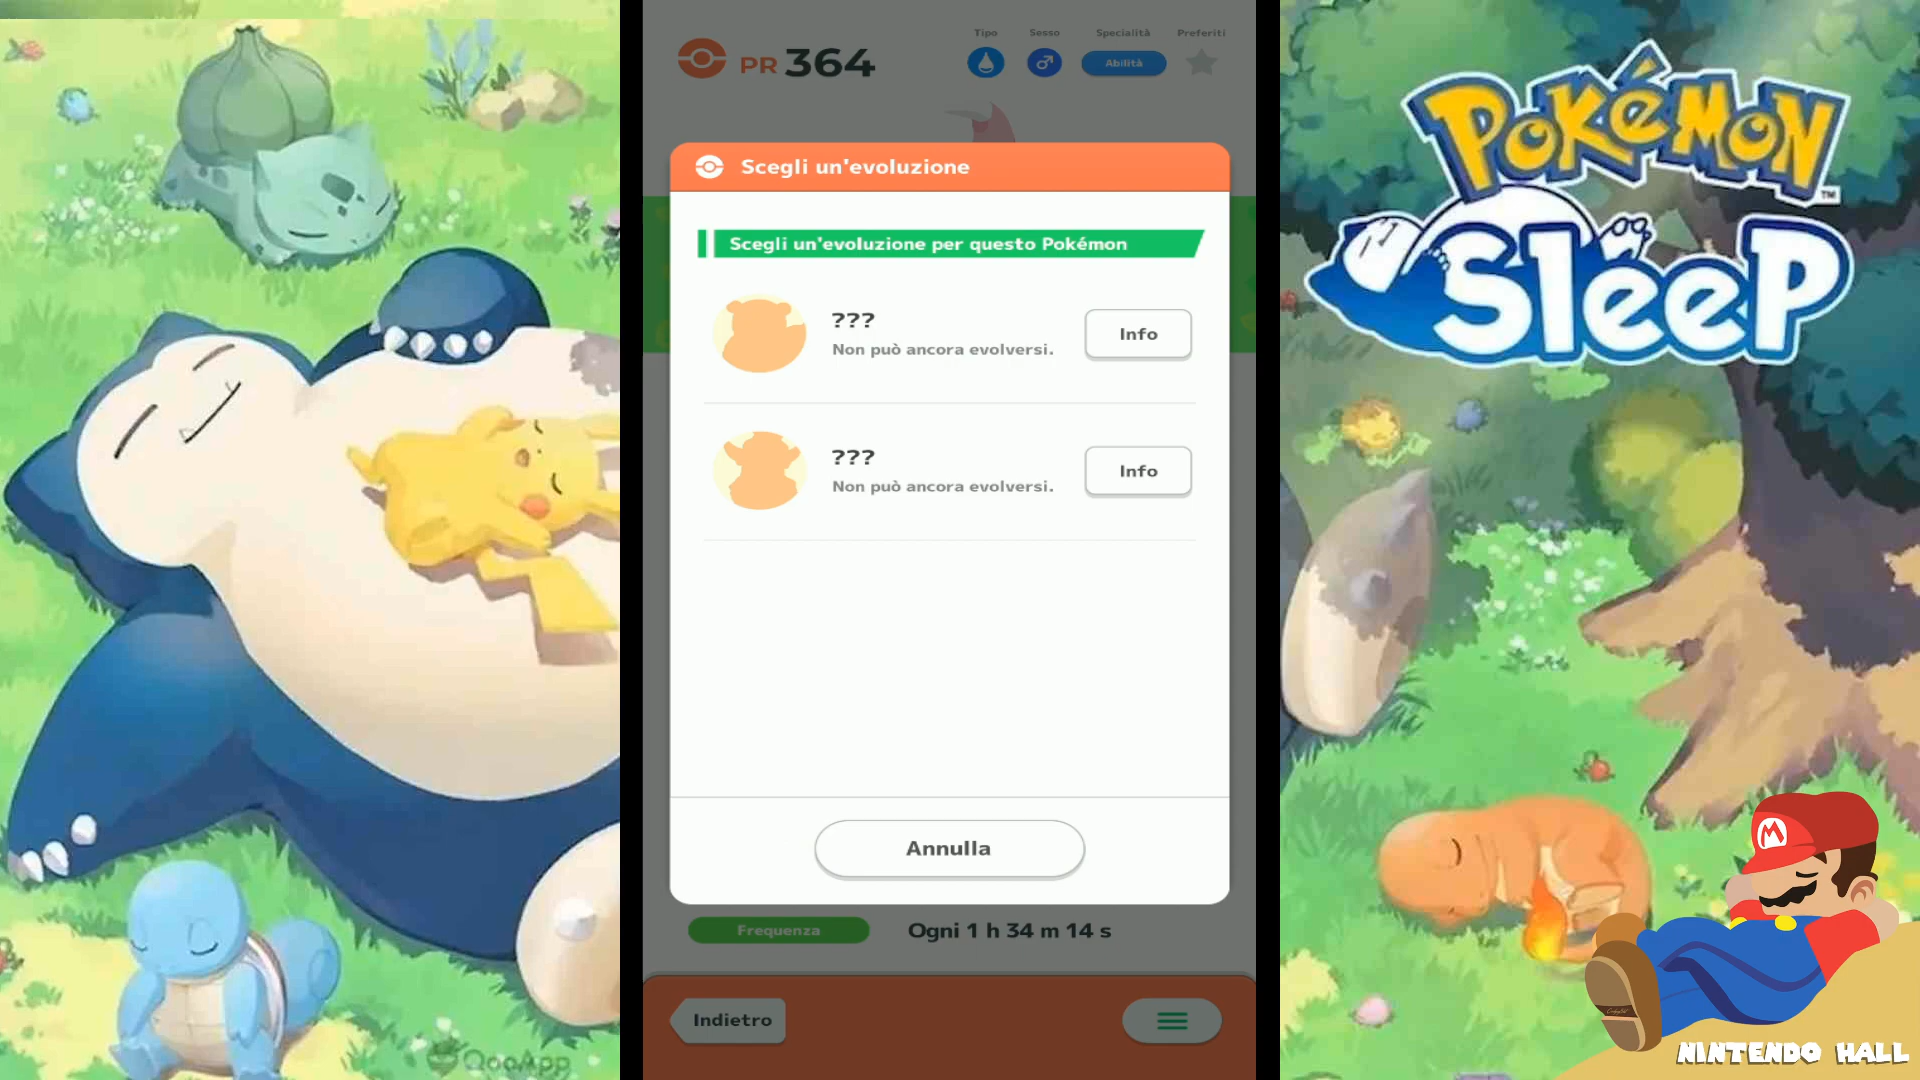 PR 364
Tipo
Sesso
Specialità
Preferiti
Abilità
Scegli un'evoluzione
Scegli un'evoluzione per questo Pokémon
???
Non può ancora evolversi.
Info
???
Non può ancora evolversi.
Info
Annulla
Frequenza
Ogni 1 h 34 m 14 s
Indietro
POKéMON
TM
Sleep
M
QooApp
NINTENDO HALL